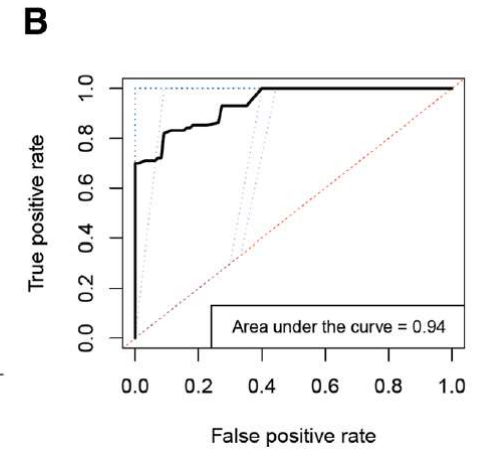 B
True positive rate
1.0
0.8
0.6
0.4
0.2
0.0
Area under the curve = 0.94
0.0 0.2 0.4 0.6 0.8 1.0
False positive rate